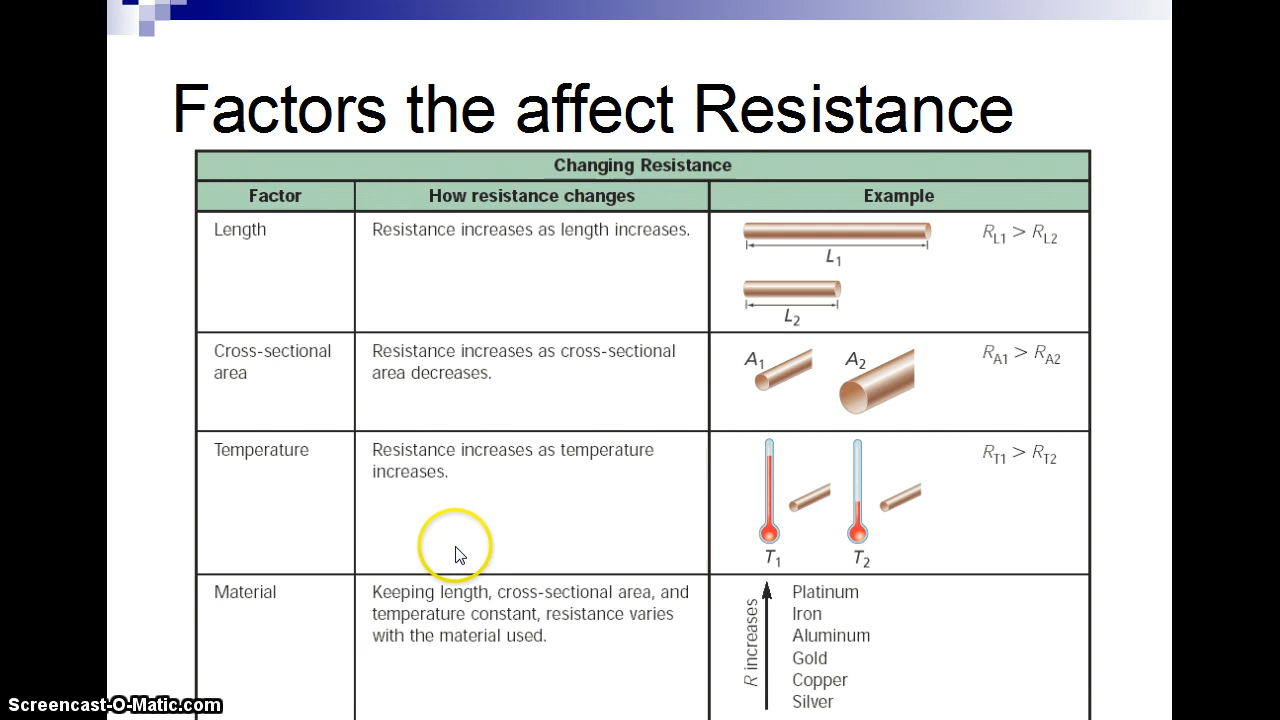 Factors the affect Resistance
Changing Resistance
Factor
How resistance changes
Example
Length
Resistance increases as length increases.
L1
L2
RL1 > RL2
Cross-sectional
area
Resistance increases as cross-sectional
area decreases.
A1
A2
RA1 > RA2
Temperature
Resistance increases as temperature
increases.
T1
T2
RT1 > RT2
Material
Keeping length, cross-sectional area, and
temperature constant, resistance varies
with the material used.
R increases
Platinum
Iron
Aluminum
Gold
Copper
Silver
Screencast-O-Matic.com